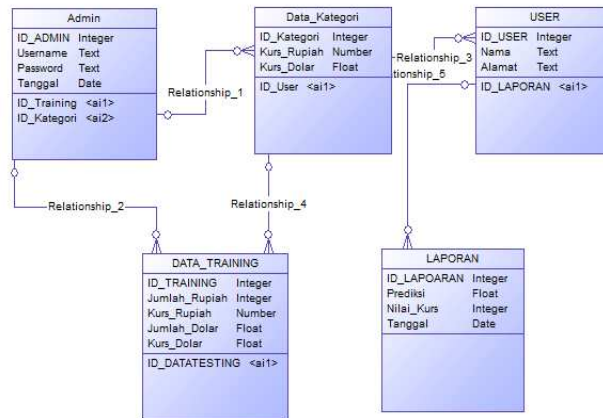 Admin
ID_ADMIN Integer
Username Text
Password Text
Tanggal Date
ID_Training <ai1>
ID_Kategori <ai2>
Relationship_1
Data_Kategori
ID_Kategori Integer
Kurs_Rupiah Number
Kurs_Dolar Float
ID_User <ai1>
Relationship_3
ationship_5
USER
ID_USER Integer
Nama Text
Alamat Text
ID_LAPORAN <ai1>
Relationship_2
Relationship_4
DATA_TRAINING
ID_TRAINING Integer
Jumlah_Rupiah Integer
Kurs_Rupiah Number
Jumlah_Dolar Float
Kurs_Dolar Float
ID_DATATESTING <ai1>
LAPORAN
ID_LAPOARAN Integer
Prediksi Float
Nilai_Kurs Integer
Tanggal Date